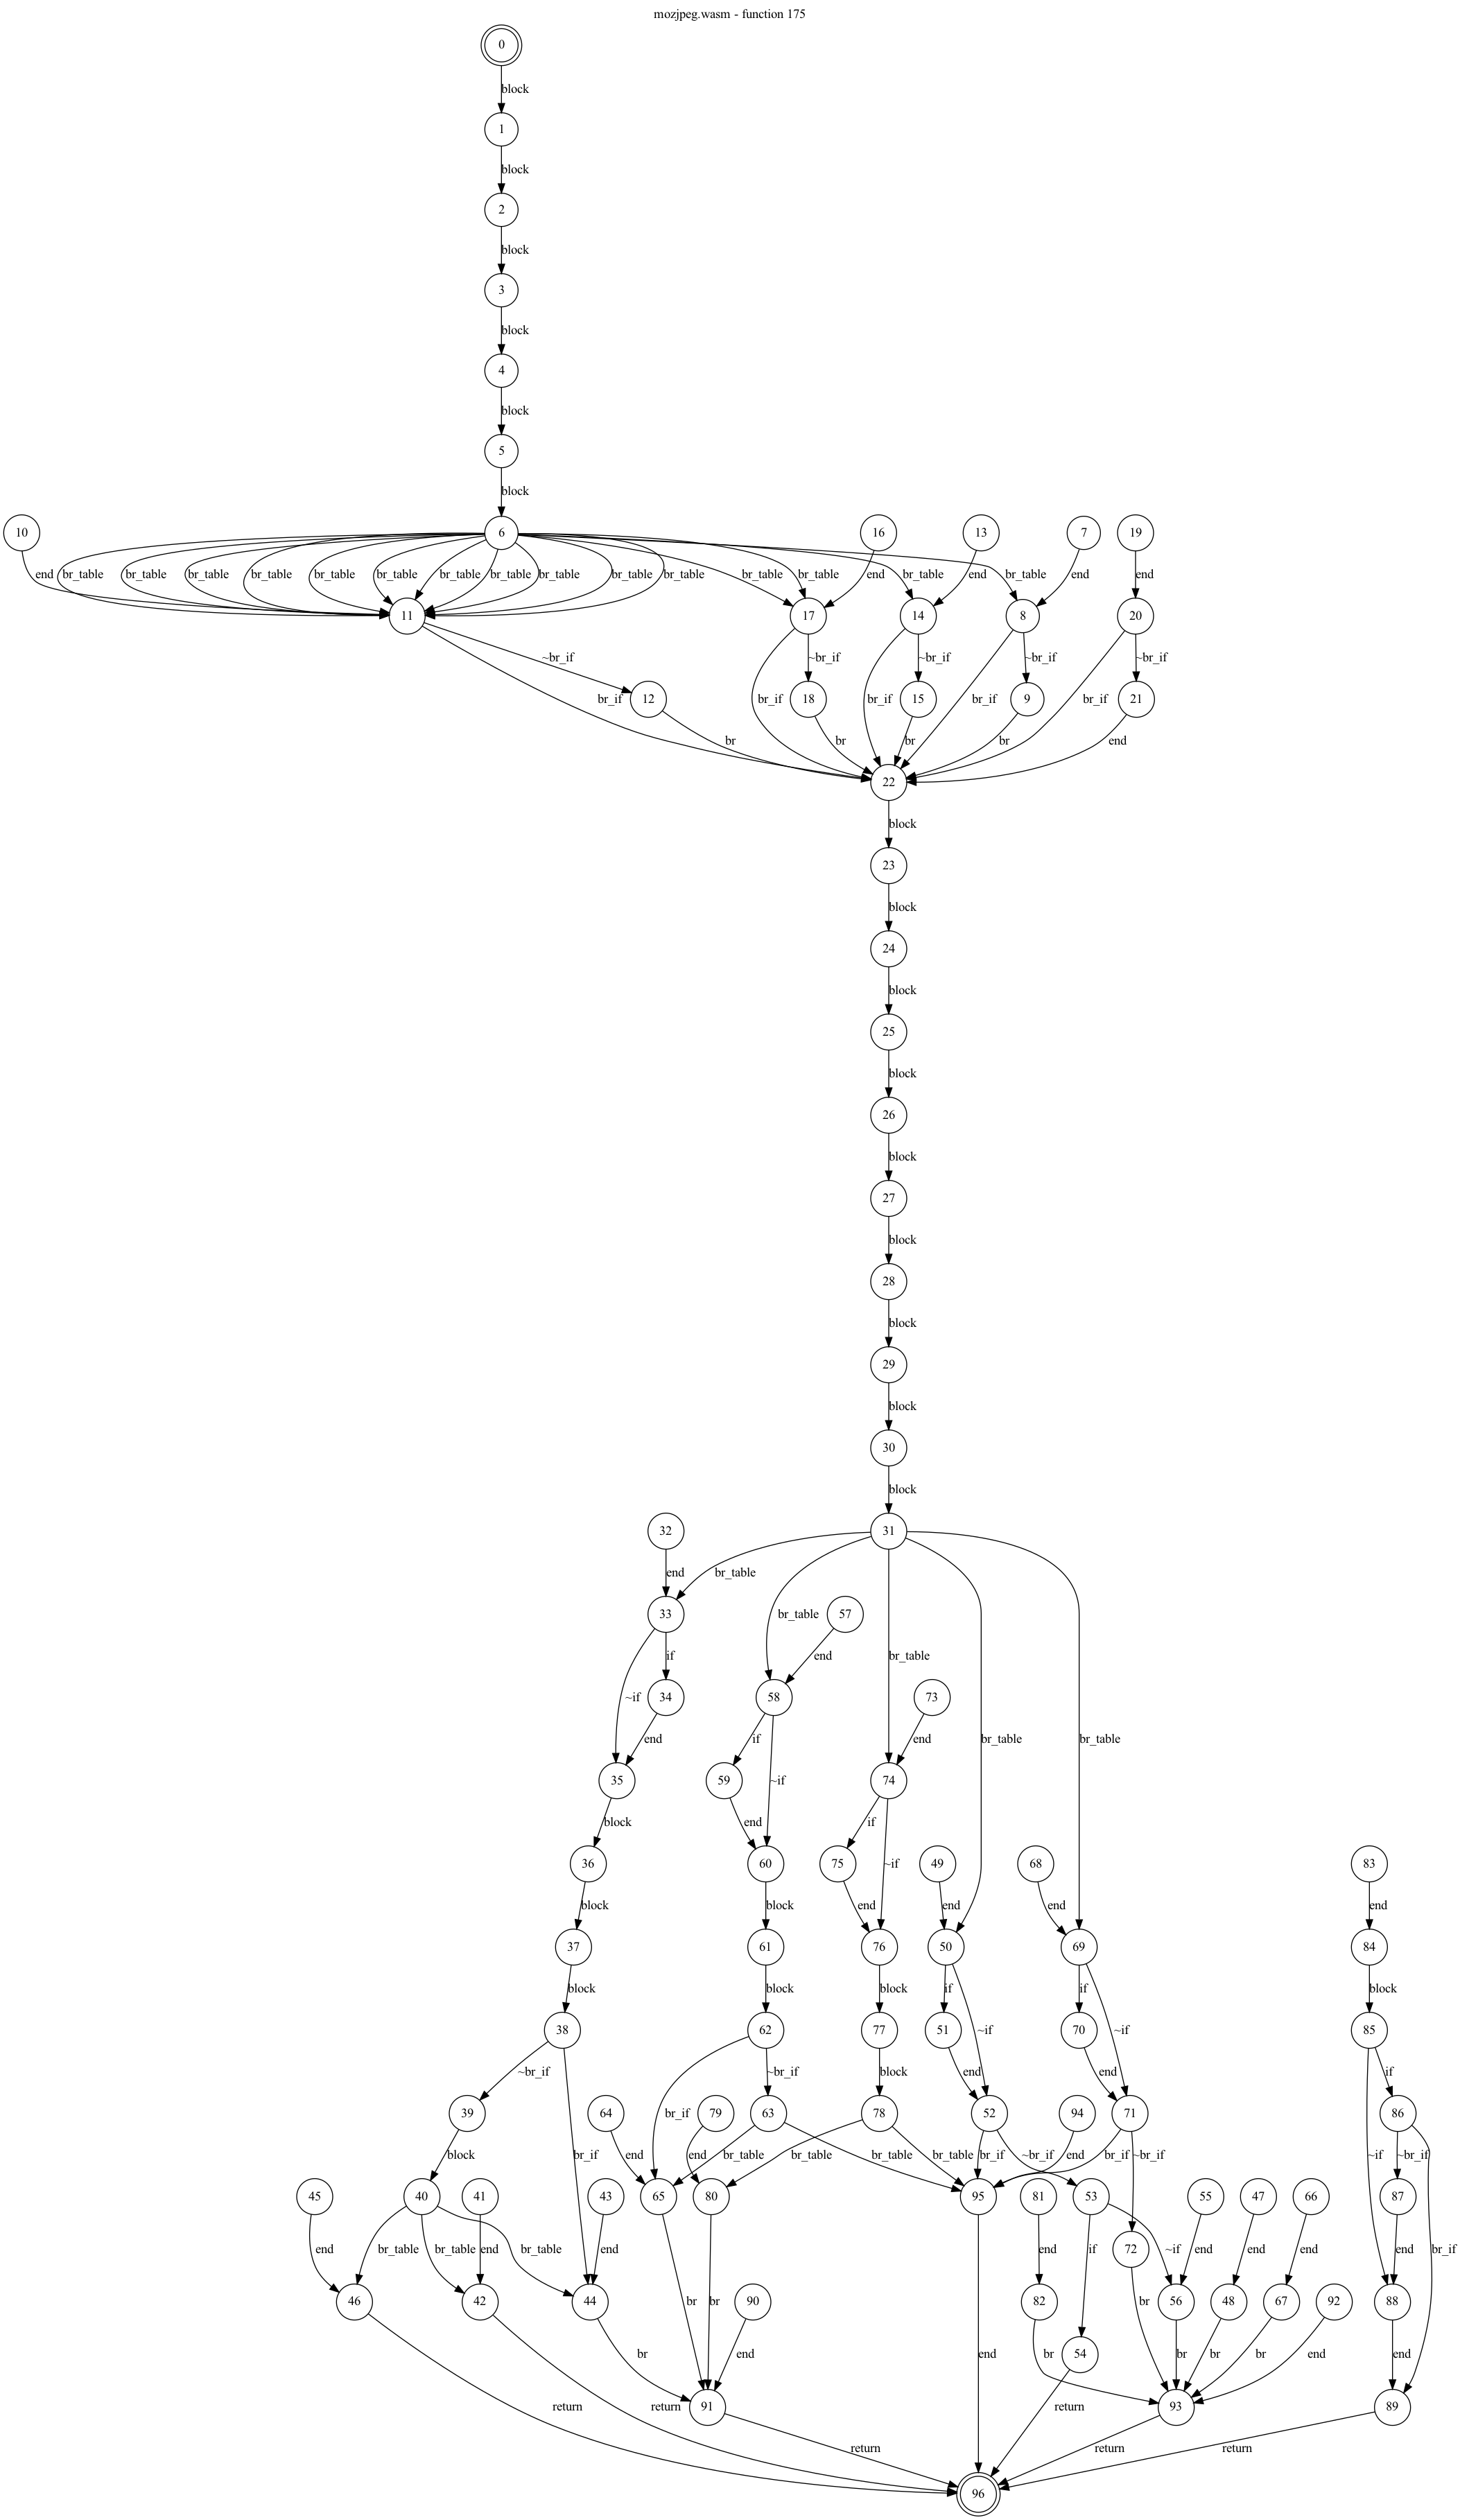 mozjpeg.wasm - function 175
0
block
1
block
2
block
3
block
4
block
5
block
10 6 16 13 7 19
end br_table br_table br_table br_table br_table br_table br_table br_table br_table br_table br_table br_table br_table end br_table end br_table end end
11 17 14 8 20
~br_if ~br_if ~br_if ~br_if ~br_if
br_if 12 br_if 18 br_if 15 br_if 9 br_if 21
br br br br end
22
block
23
block
24
block
25
block
26
block
27
block
28
block
29
block
30
block
32 31
end br_table
33 br_table 57
~if if end br_table
34 58 73
end if ~if end br_table br_table
35 59 74
block end if ~if
36 60 75 49 68 83
block block end end end end
37 61 76 50 69 84
block block block if ~if if ~if block
38 62 77 51 70 85
~br_if br_if ~br_if block end end ~if if
39 64 79 63 78 52 94 71 86
block br_if end end br_table br_table br_table br_table br_if ~br_if end br_if ~br_if ~br_if br_if
45 40 41 43 65 80 95 81 53 55 47 66 87
end br_table br_table end br_table end br br end end if 72 ~if end end end end
46 42 44 90 82 56 48 67 92 88
br end br 54 br br br br end end
91 93 89
return return return return return return
96